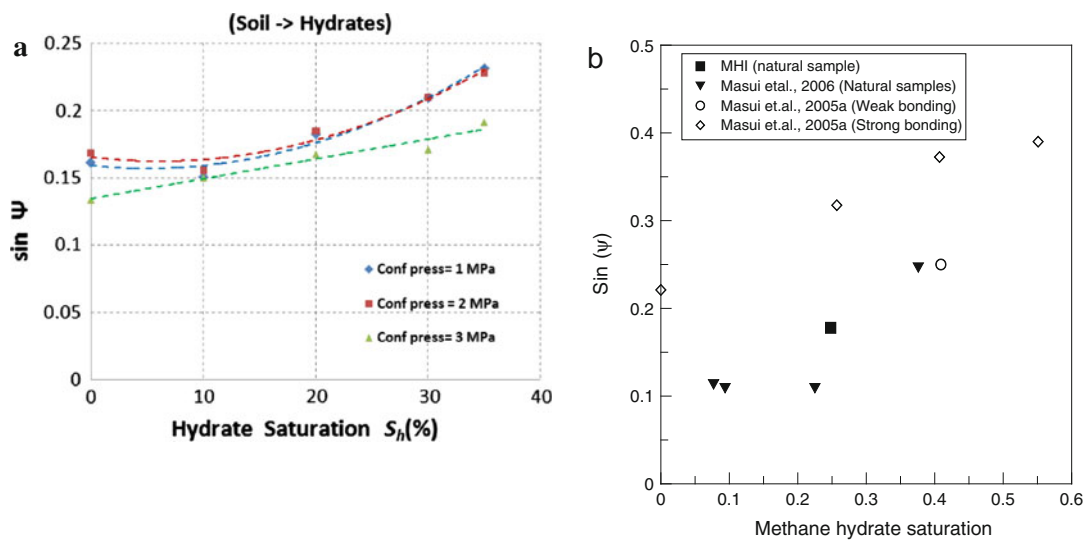 a
(Soil -> Hydrates)
0.25
0.2
0.15
0.1
0.05
0
sin Ψ
Conf press= 1 MPa
Conf press = 2 MPa
Conf press= 3 MPa
0 10 20 30 40
Hydrate Saturation Sh(%)
b
0.5
0.4
0.3
0.2
0.1
0
Sin (ψ)
MHI (natural sample)
Masui etal., 2006 (Natural samples)
Masui et.al., 2005a (Weak bonding)
Masui et.al., 2005a (Strong bonding)
0 0.1 0.2 0.3 0.4 0.5 0.6
Methane hydrate saturation